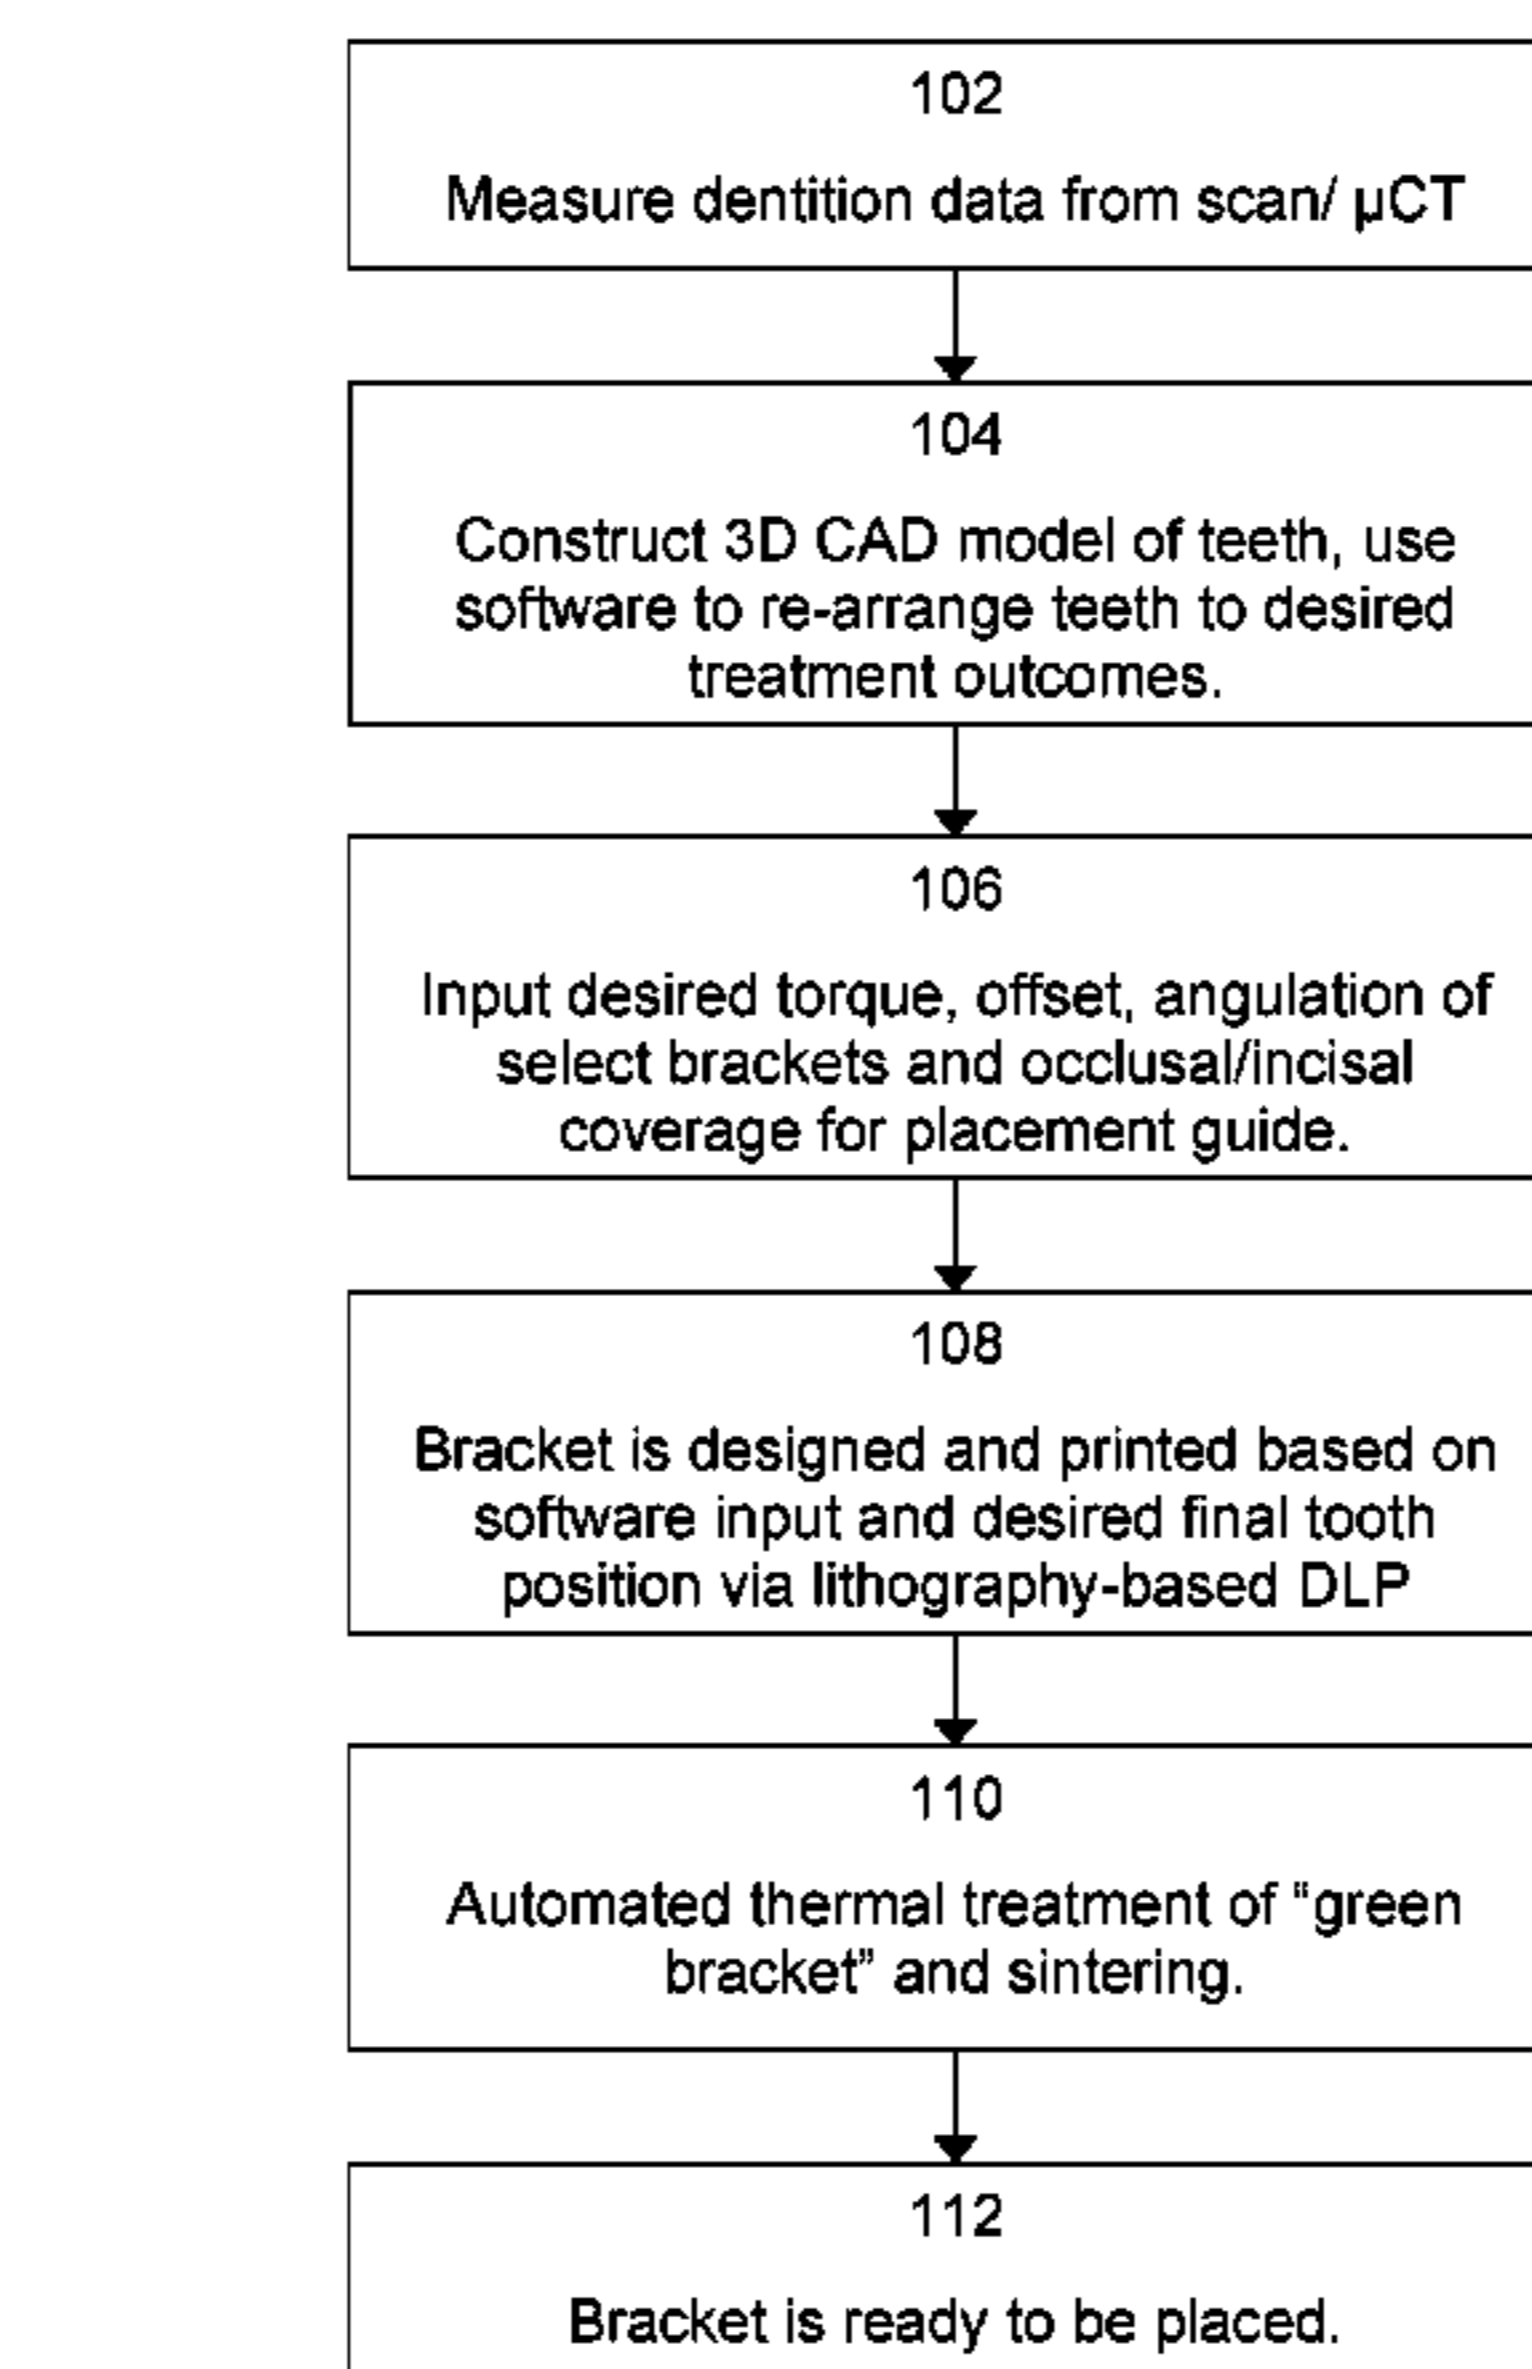 102
Measure dentition data from scan/ µCT
104
Construct 3D CAD model of teeth, use
software to re-arrange teeth to desired
treatment outcomes.
106
Input desired torque, offset, angulation of
select brackets and occlusal/incisal
coverage for placement guide.
108
Bracket is designed and printed based on
software input and desired final tooth
position via lithography-based DLP
110
Automated thermal treatment of “green
bracket” and sintering.
112
Bracket is ready to be placed.